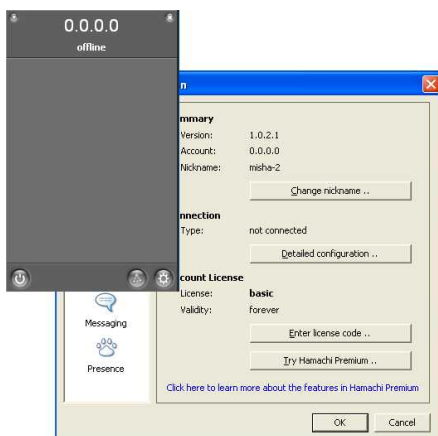 0.0.0.0
offline
n
mmary
Version: 1.0.2.1
Account: 0.0.0.0
Nickname: misha-2
Change nickname ..
nnection
Type: not connected
Detailed configuration ..
count License
License: basic
Validity: forever
Messaging
Enter license code ..
Presence
Try Hamachi Premium ..
Click here to learn more about the features in Hamachi Premium
OK Cancel